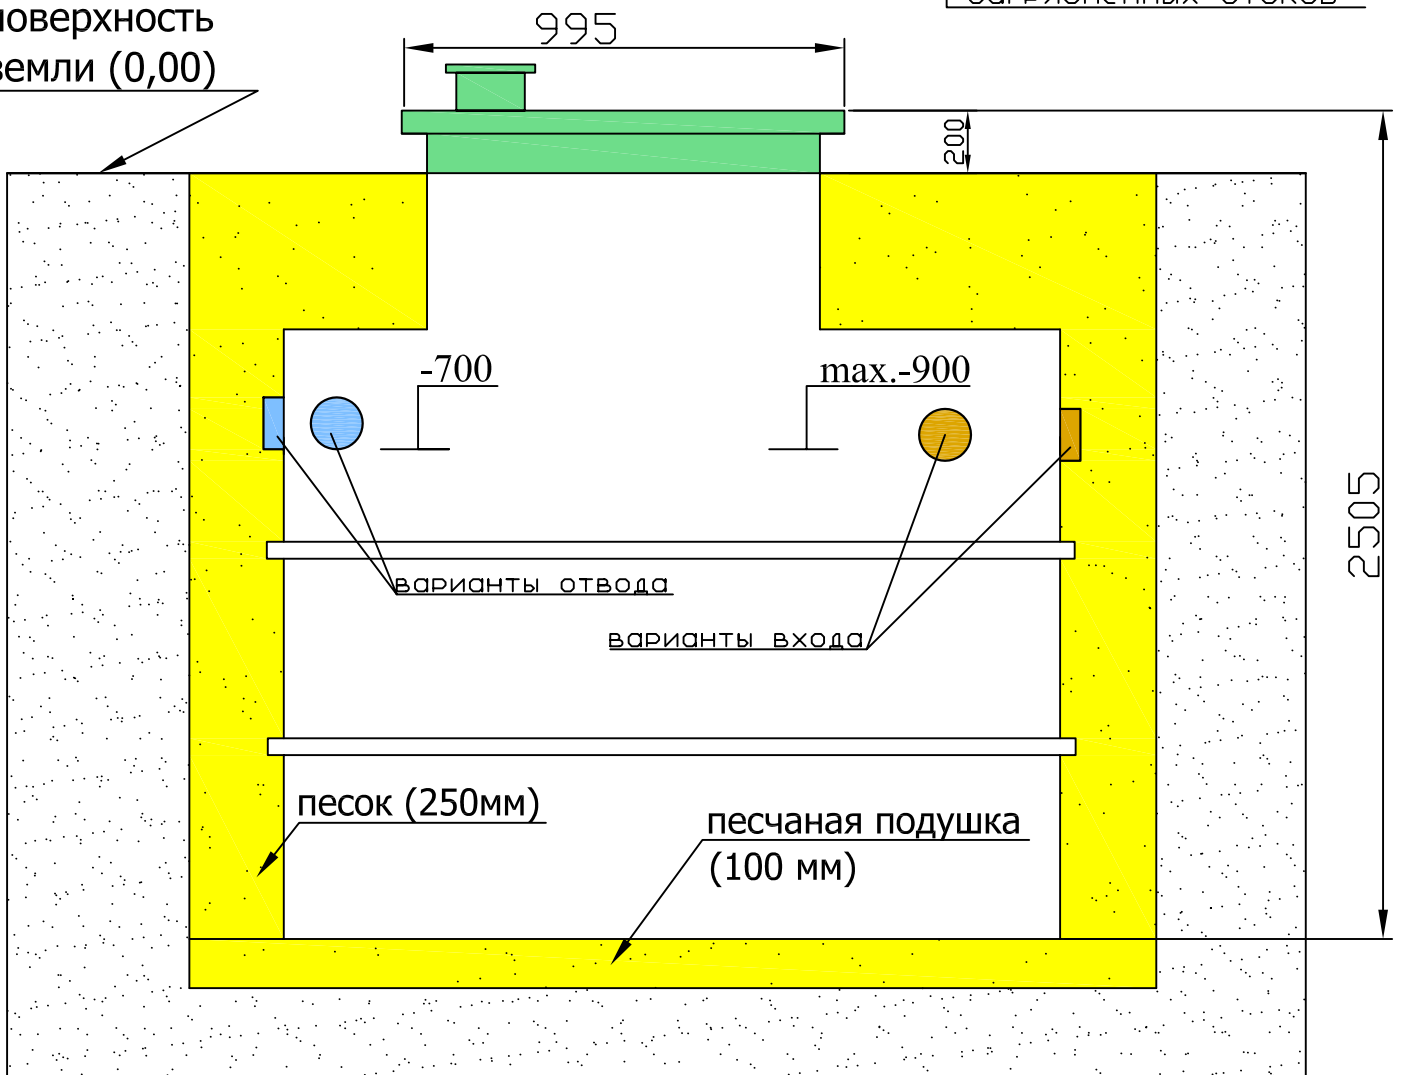 поверхность
земли (0,00)
995
200
-700
max.-900
2505
варианты отвода
варианты входа
песок (250мм)
песчаная подушка
(100 мм)